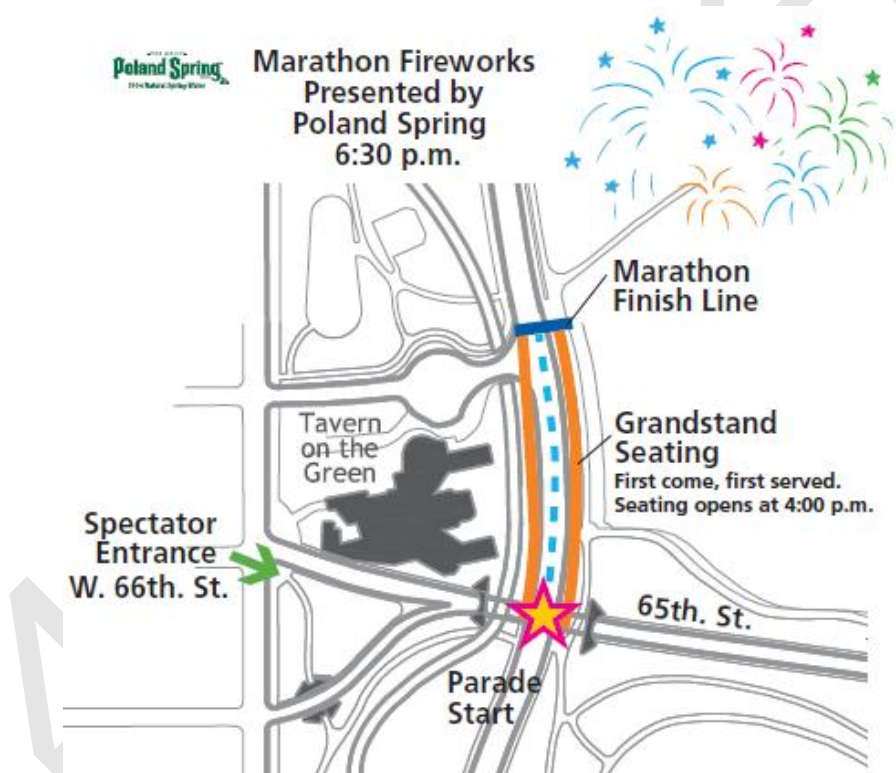 Poland Spring
Marathon Fireworks
Presented by
Poland Spring
6:30 p.m.
Marathon
Finish Line
Tavern
on the
Green
Grandstand
Seating
First come, first served.
Seating opens at 4:00 p.m.
Spectator
Entrance
W. 66th. St.
65th. St.
Parade
Start